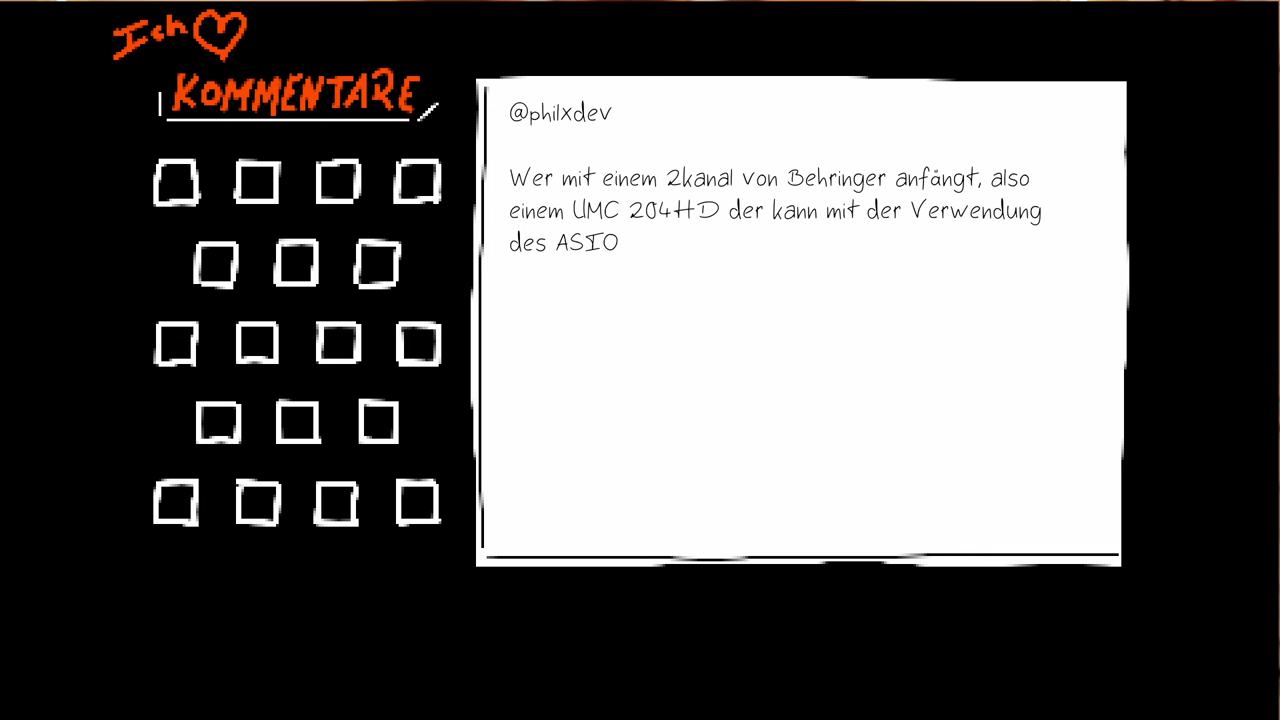 Ich
KOMMENTARE
@philxdev
Wer mit einem 2kanal von Behringer anfängt, also
einem UMC 204HD der kann mit der Verwendung
des ASIO